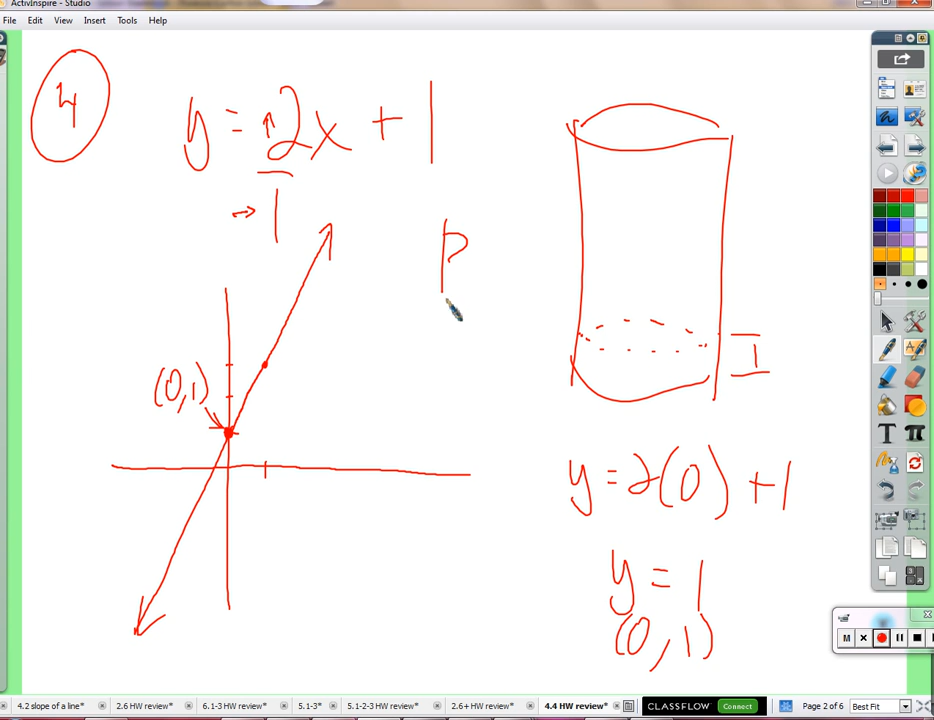 ActivInspire - Studio
File Edit View Insert Tools Help
4
y = 2x + 1
1
P
(0,1)
1
y = 2(0) + 1
y = 1
(0, 1)
M
4.2 slope of a line*
2.6 HW review*
6.1-3 HW review*
5.1-3*
5.1-2-3 HW review*
2.6+ HW review*
4.4 HW review*
CLASSFLOW Connect
Page 2 of 6
Best Fit